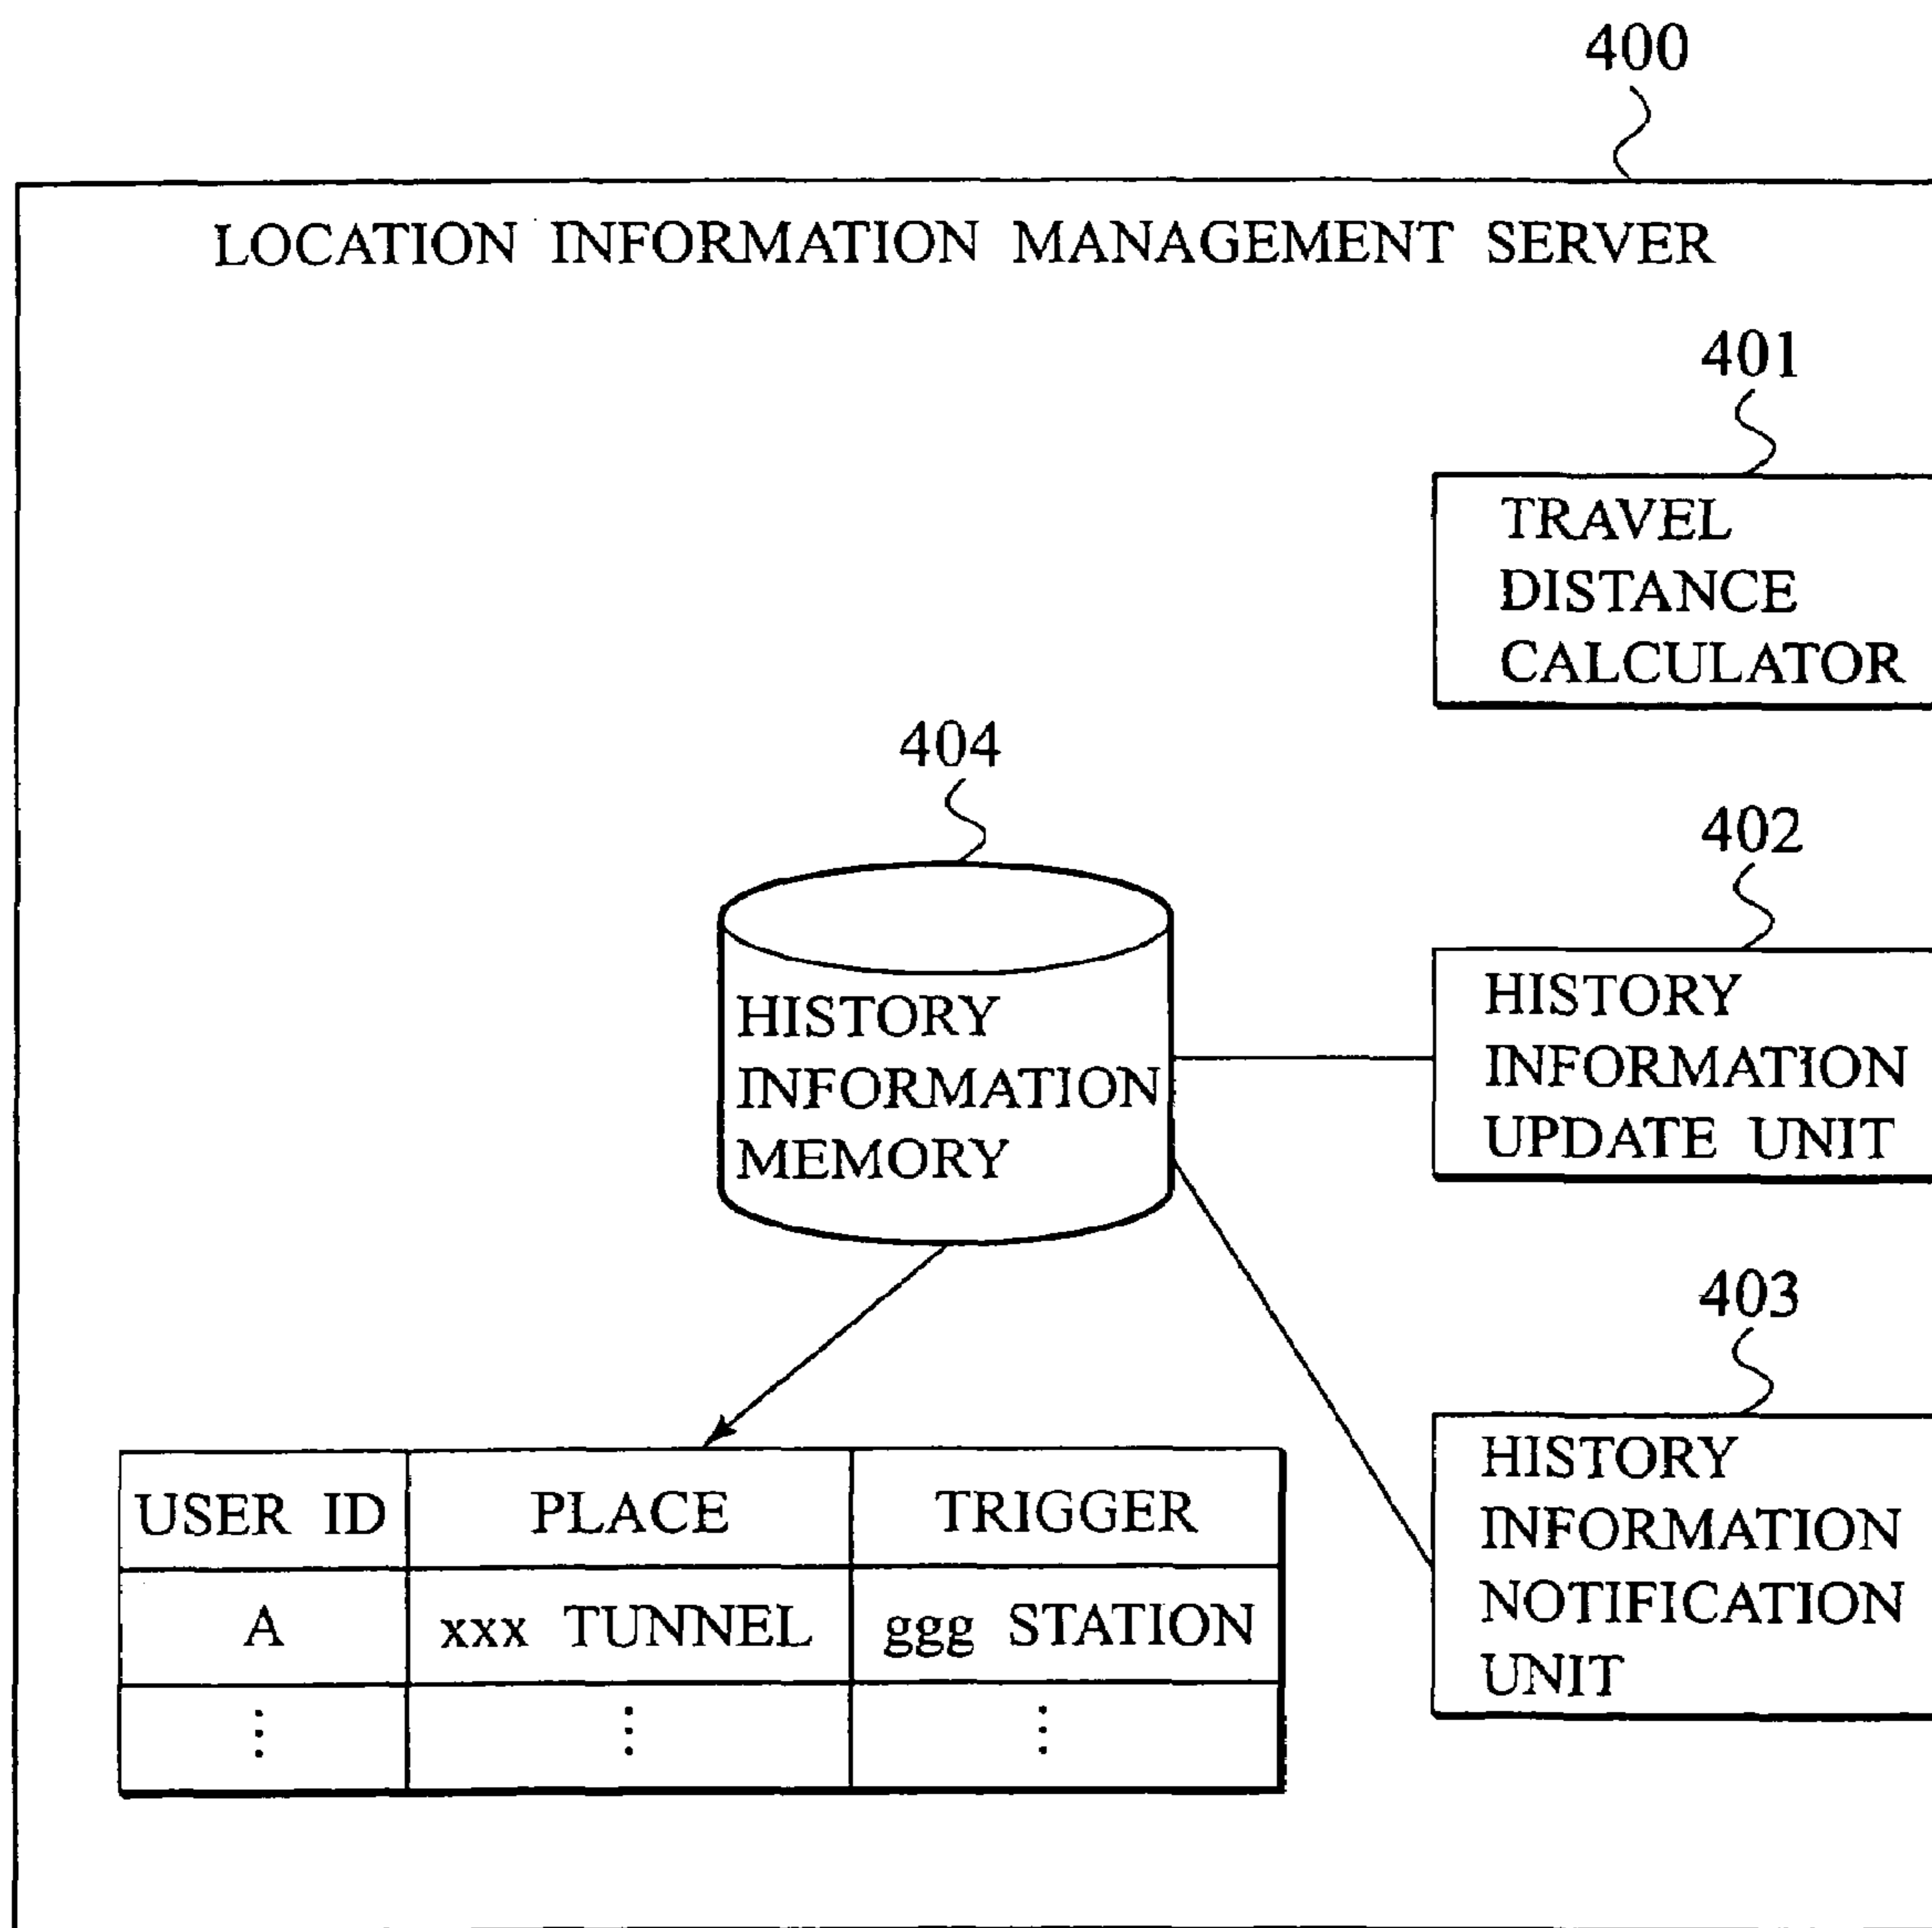 400
LOCATION INFORMATION MANAGEMENT SERVER
401
TRAVEL
DISTANCE
CALCULATOR
404
HISTORY
INFORMATION
MEMORY
402
HISTORY
INFORMATION
UPDATE UNIT
403
HISTORY
INFORMATION
NOTIFICATION
UNIT
USER ID PLACE TRIGGER
A xxx TUNNEL ggg STATION
⋮ ⋮ ⋮